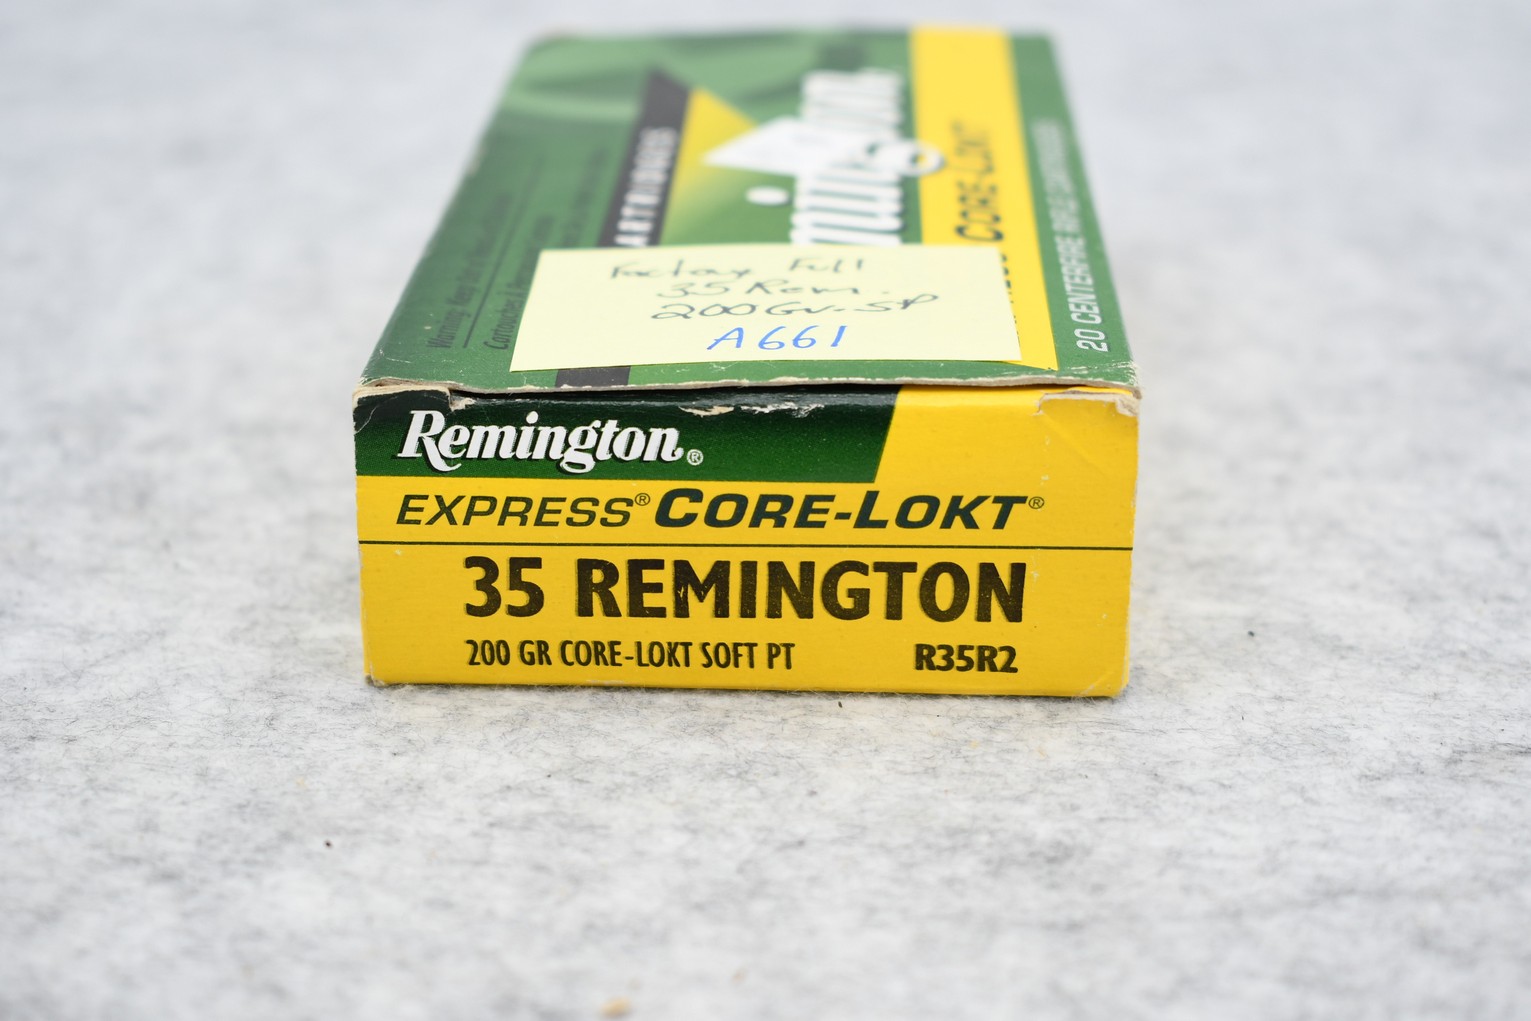 CORE-LOKT
20 CENTERFIRE RIFLE CARTRIDGES
Factory Full
35 Rem.
200 Gr. SP
A661
Remington®
EXPRESS® CORE-LOKT®
35 REMINGTON
200 GR CORE-LOKT SOFT PT
R35R2